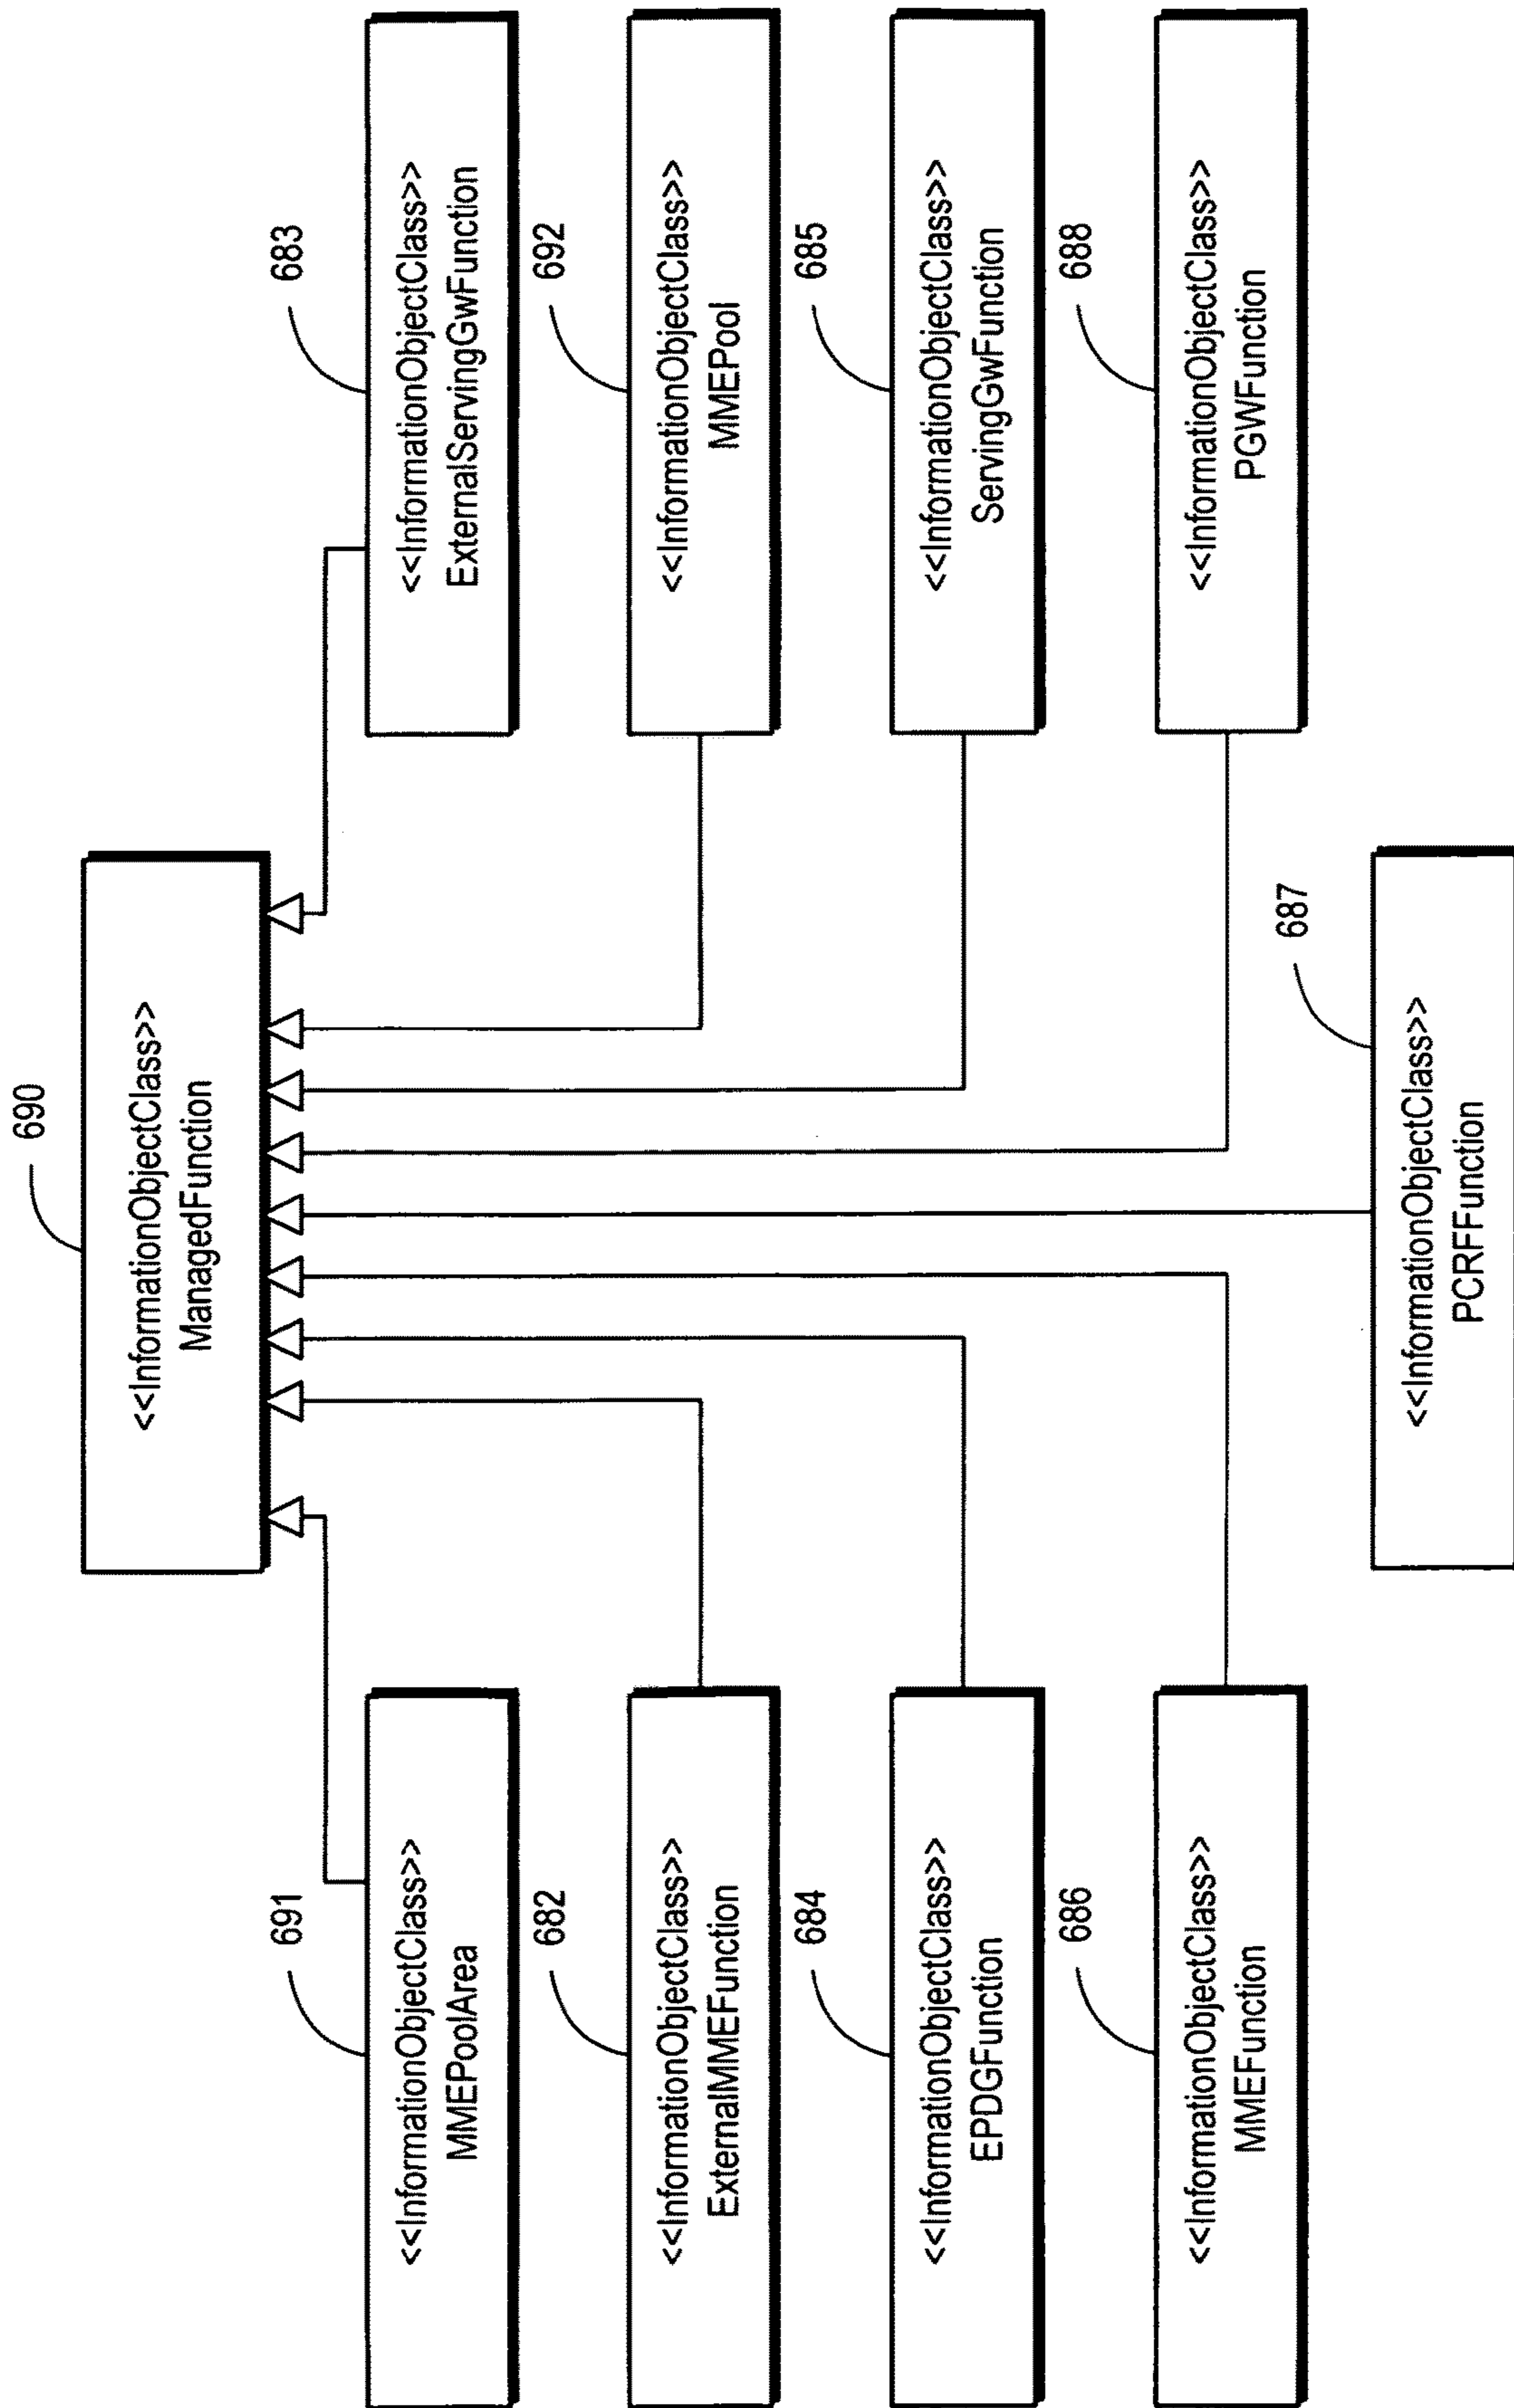 690
<<InformationObjectClass>>
ManagedFunction
691
<<InformationObjectClass>>
MMEPoolArea
683
<<InformationObjectClass>>
ExternalServingGwFunction
682
<<InformationObjectClass>>
ExternalMMEFunction
692
<<InformationObjectClass>>
MMEPool
684
<<InformationObjectClass>>
EPDGFunction
685
<<InformationObjectClass>>
ServingGwFunction
686
<<InformationObjectClass>>
MMEFunction
688
<<InformationObjectClass>>
PGWFunction
687
<<InformationObjectClass>>
PCRFFunction